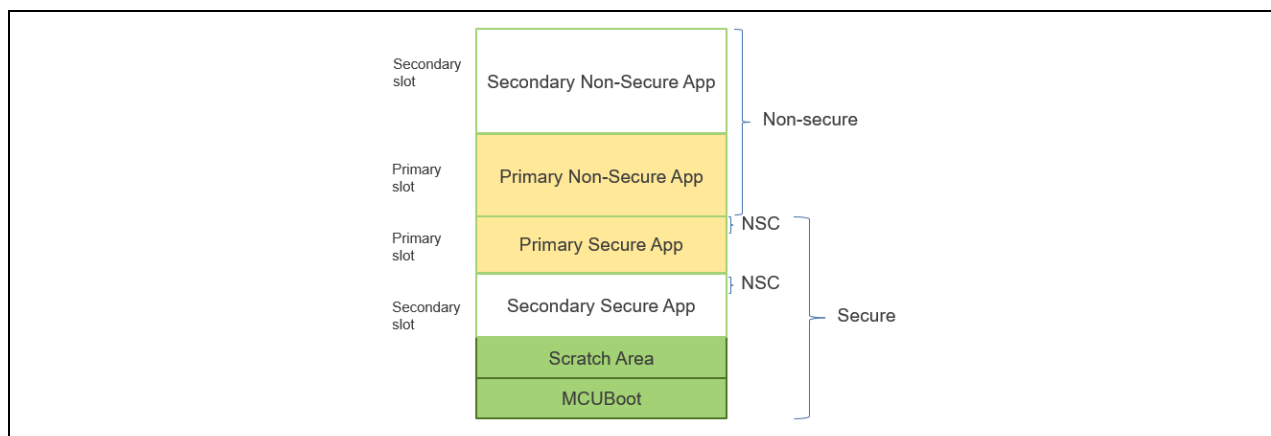 Secondary
slot
Secondary Non-Secure App
Non-secure
Primary
slot
Primary Non-Secure App
NSC
Primary
slot
Primary Secure App
NSC
Secondary
slot
Secondary Secure App
Secure
Scratch Area
MCUBoot